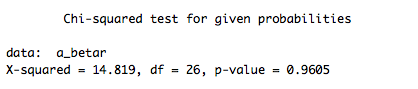 Chi-squared test for given probabilities
data:  a_betar
X-squared = 14.819, df = 26, p-value = 0.9605